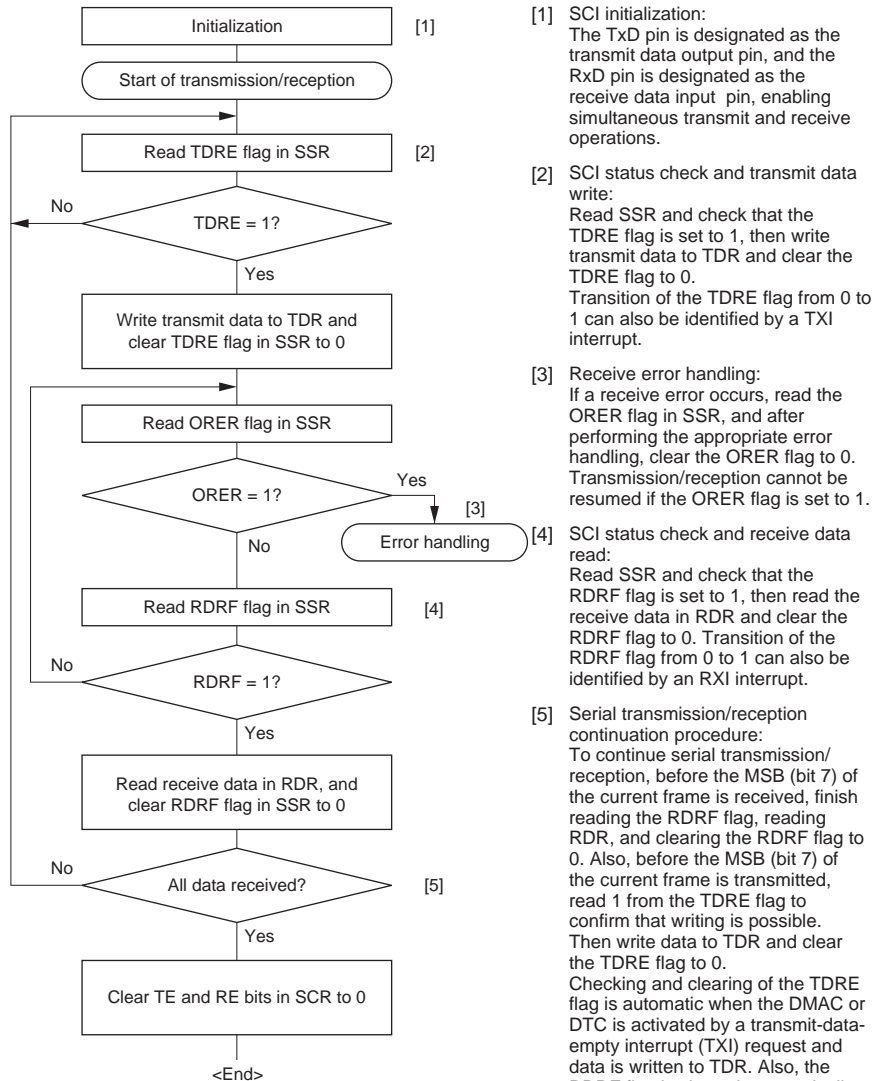 Initialization
[1]
Start of transmission/reception
Read TDRE flag in SSR
[2]
No
TDRE = 1?
Yes
Write transmit data to TDR and
clear TDRE flag in SSR to 0
Read ORER flag in SSR
ORER = 1?
Yes
[3]
No
Error handling
Read RDRF flag in SSR
[4]
No
RDRF = 1?
Yes
Read receive data in RDR, and
clear RDRF flag in SSR to 0
No
All data received?
[5]
Yes
Clear TE and RE bits in SCR to 0
<End>
[1] SCI initialization:
The TxD pin is designated as the
transmit data output pin, and the
RxD pin is designated as the
receive data input pin, enabling
simultaneous transmit and receive
operations.
[2] SCI status check and transmit data
write:
Read SSR and check that the
TDRE flag is set to 1, then write
transmit data to TDR and clear the
TDRE flag to 0.
Transition of the TDRE flag from 0 to
1 can also be identified by a TXI
interrupt.
[3] Receive error handling:
If a receive error occurs, read the
ORER flag in SSR, and after
performing the appropriate error
handling, clear the ORER flag to 0.
Transmission/reception cannot be
resumed if the ORER flag is set to 1.
[4] SCI status check and receive data
read:
Read SSR and check that the
RDRF flag is set to 1, then read the
receive data in RDR and clear the
RDRF flag to 0. Transition of the
RDRF flag from 0 to 1 can also be
identified by an RXI interrupt.
[5] Serial transmission/reception
continuation procedure:
To continue serial transmission/
reception, before the MSB (bit 7) of
the current frame is received, finish
reading the RDRF flag, reading
RDR, and clearing the RDRF flag to
0. Also, before the MSB (bit 7) of
the current frame is transmitted,
read 1 from the TDRE flag to
confirm that writing is possible.
Then write data to TDR and clear
the TDRE flag to 0.
Checking and clearing of the TDRE
flag is automatic when the DMAC or
DTC is activated by a transmit-data-
empty interrupt (TXI) request and
data is written to TDR. Also, the